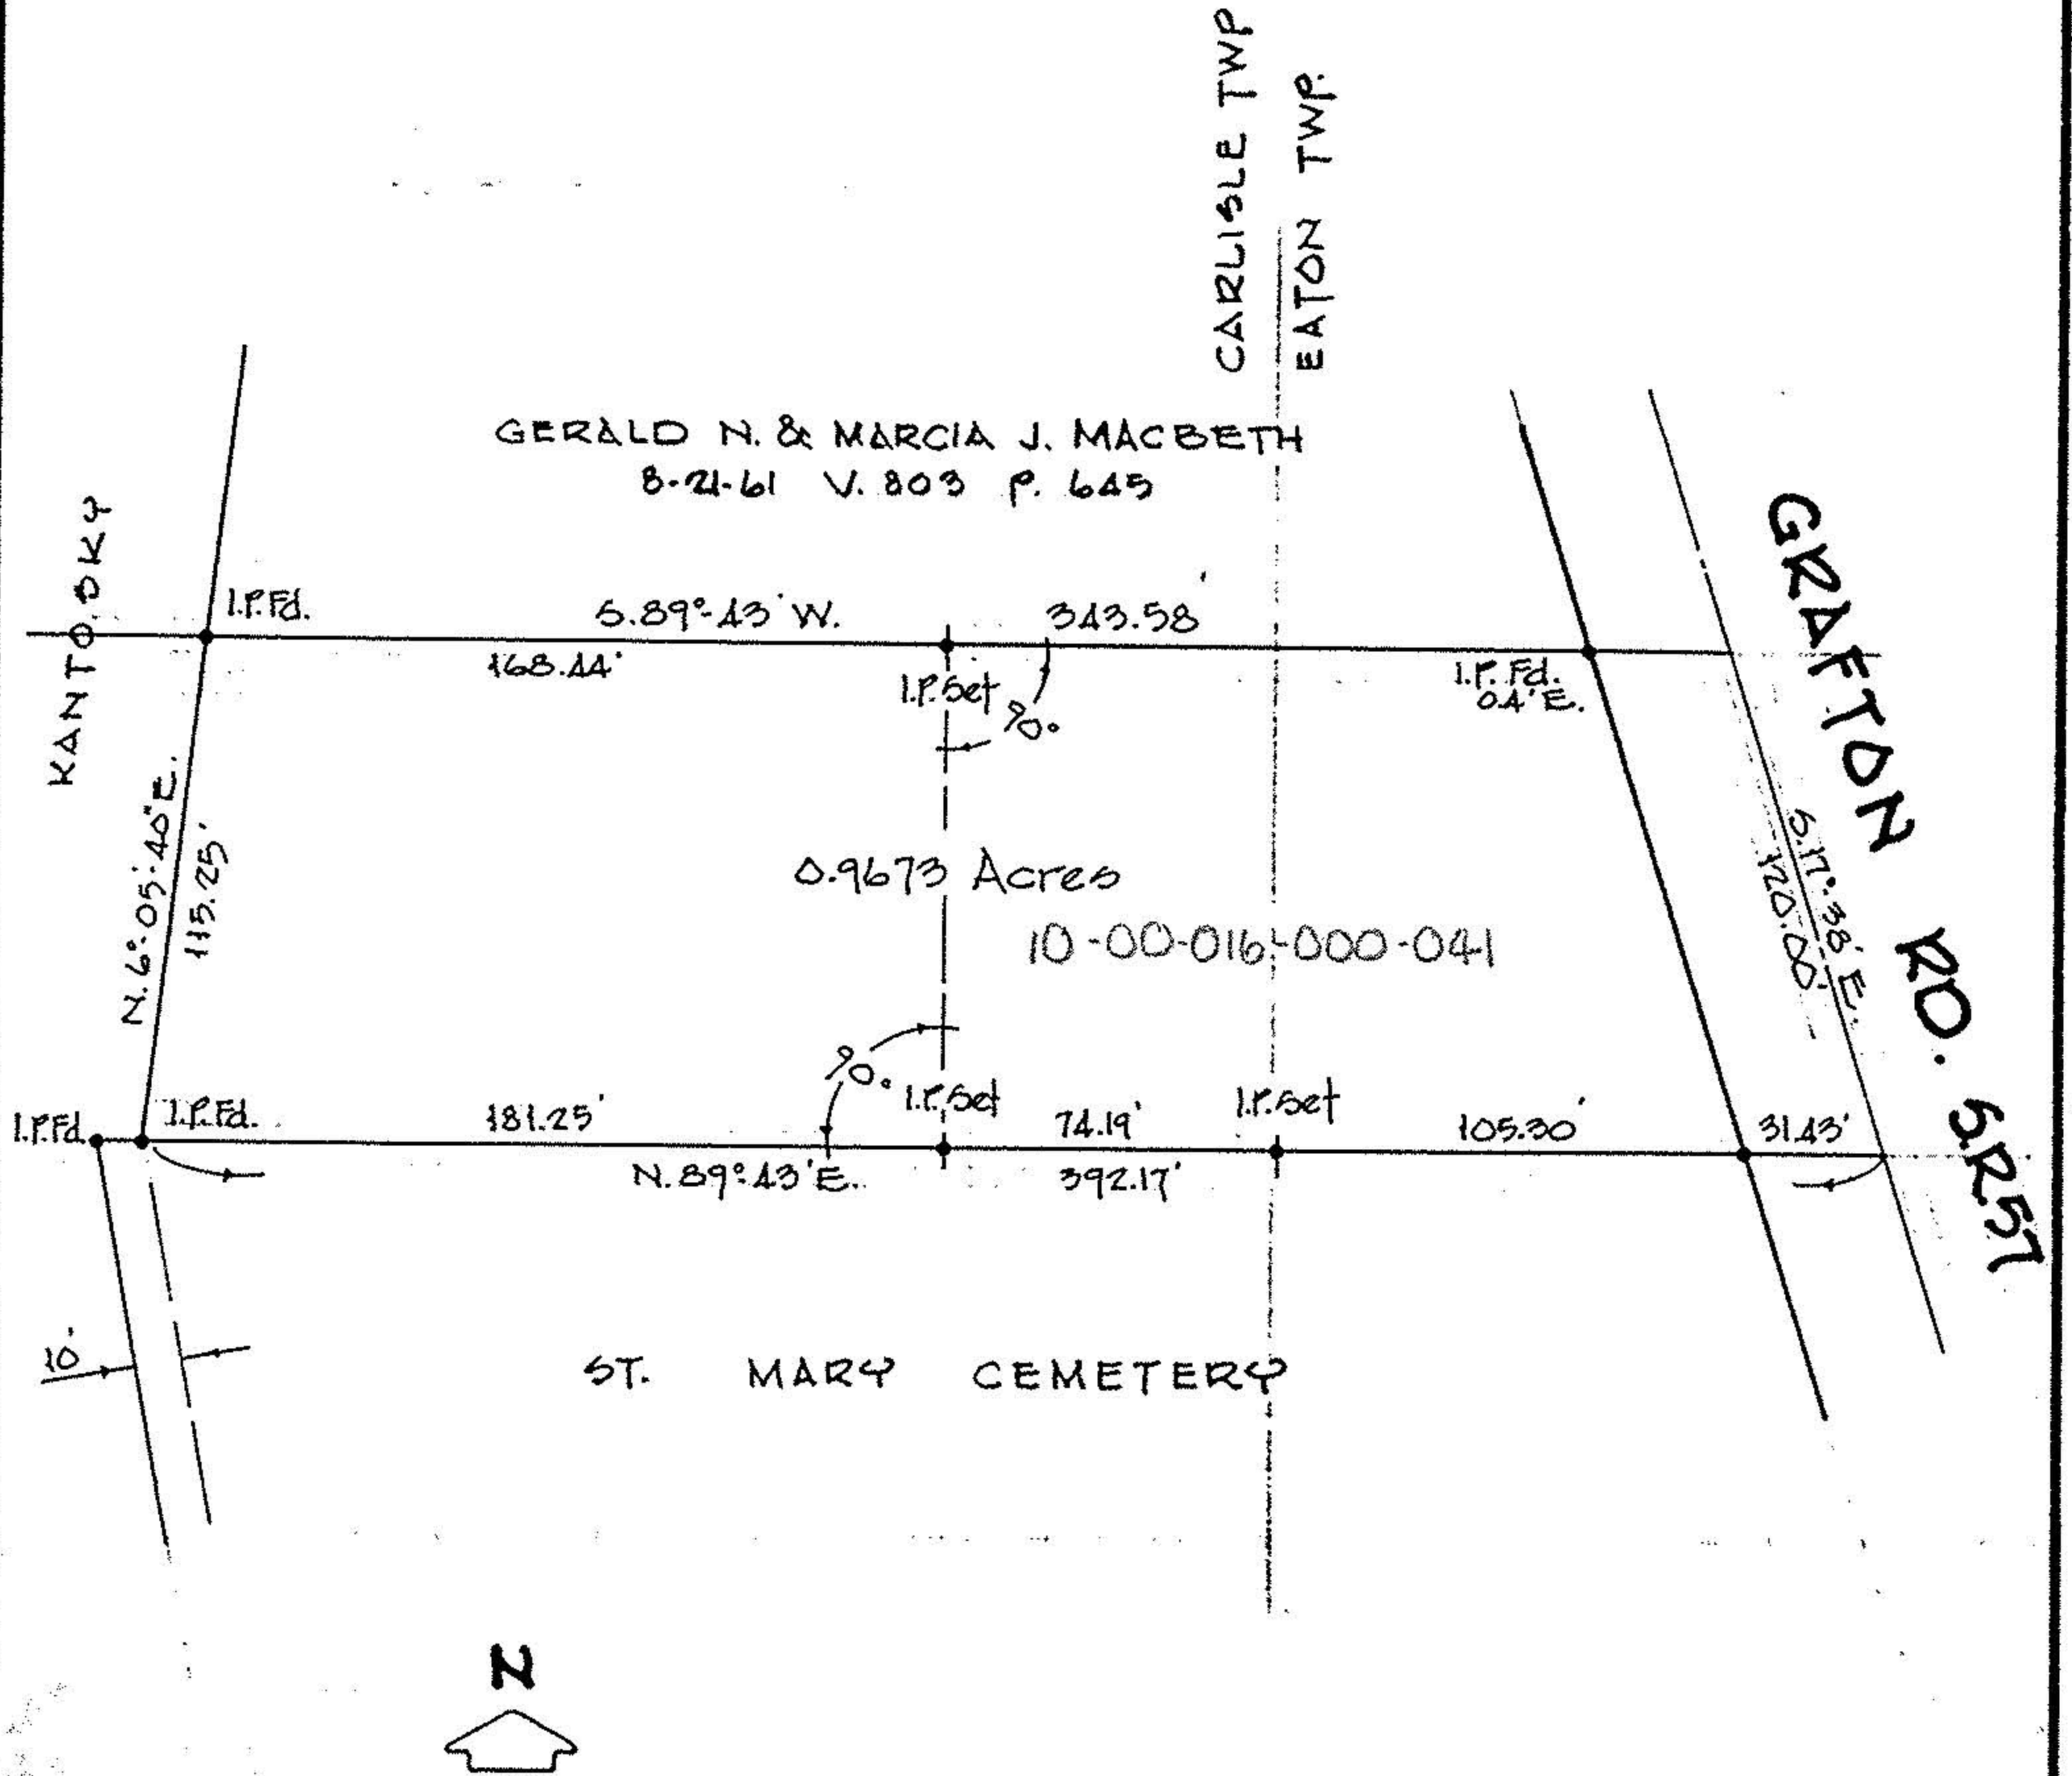 CARLISLE TWP
EATON TWP.
GERALD N. & MARCIA J. MACBETH
8-21-61 V. 803 P. 645
KANTOSKY
I.P.Fd.
S.89°-43'W. 343.58'
168.44'
I.P.Set
90°
I.P. Fd.
0.4'E.
GRAFTON RD. S.R.57
N.6°-05'-40"E.
115.25'
S.17°-38'E.
120.00'
0.9673 Acres
10-00-016-000-041
90°
I.P.Fd.
I.P.Fd.
181.25'
I.P.Set
74.19'
I.P.Set
105.30'
31.43'
N.89°-43'E.
392.17'
10'
ST. MARY CEMETERY
N